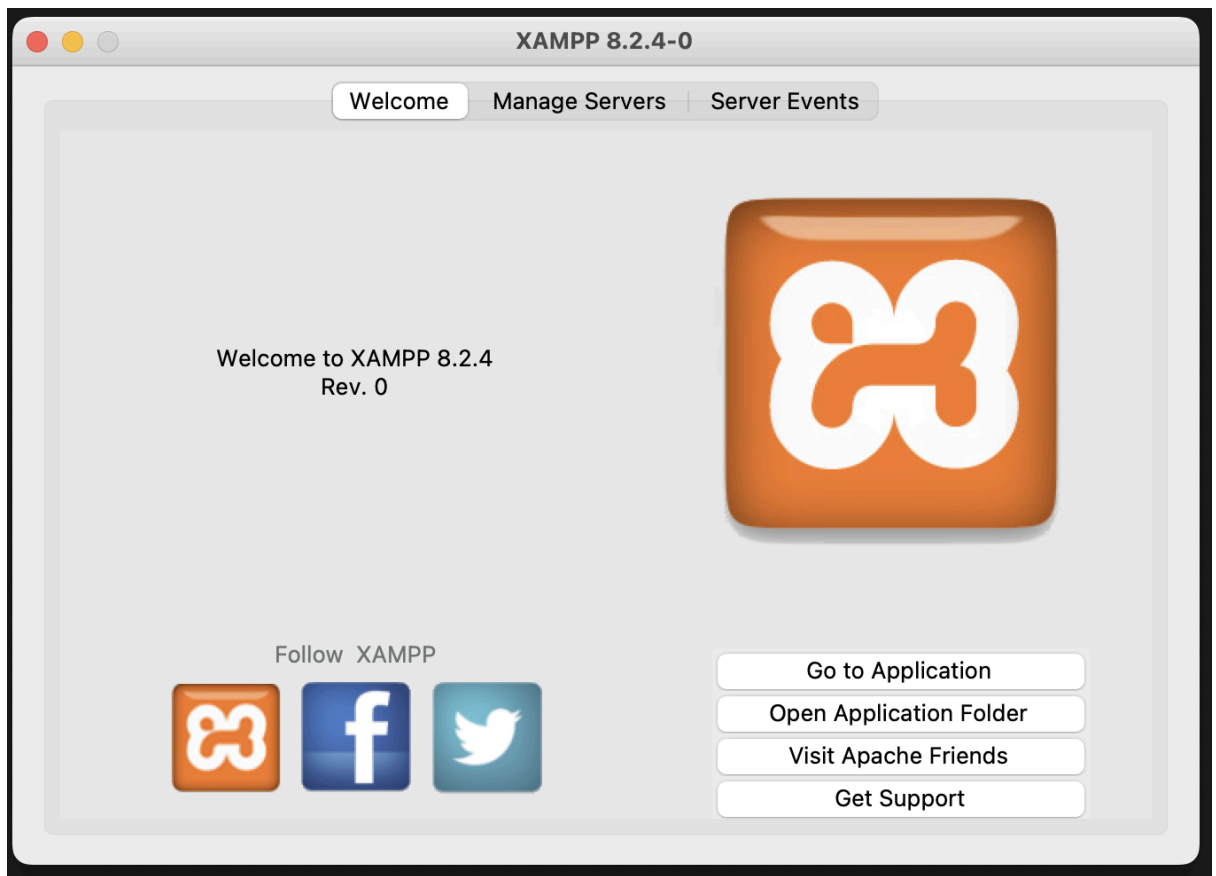 XAMPP 8.2.4-0
Welcome
Manage Servers
Server Events
Welcome to XAMPP 8.2.4
Rev. 0
Follow XAMPP
f
Go to Application
Open Application Folder
Visit Apache Friends
Get Support